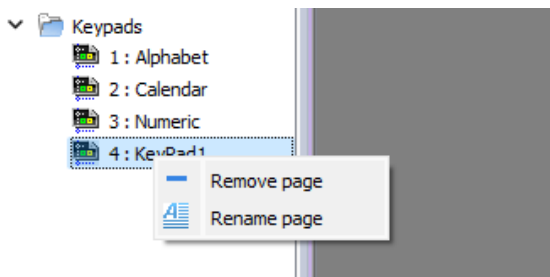 Keypads
1 : Alphabet
2 : Calendar
3 : Numeric
4 : KeyPad1
Remove page
Rename page